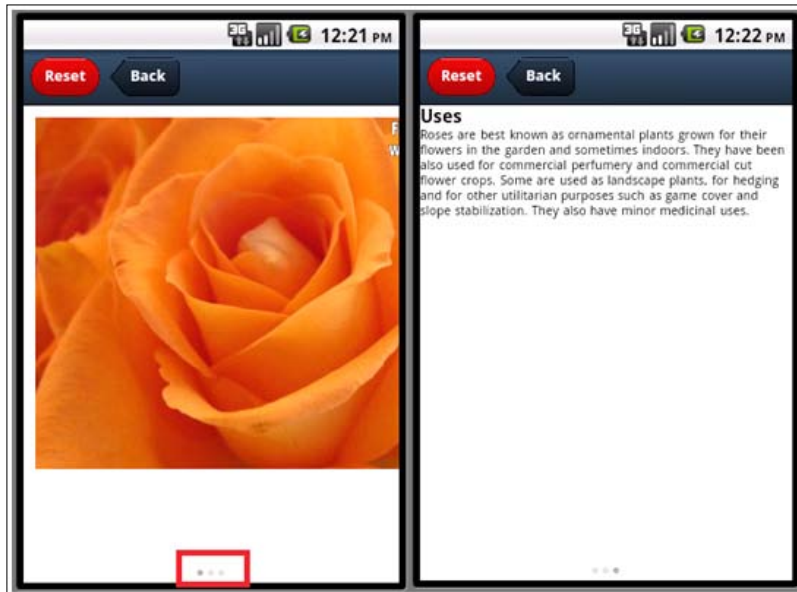 12:21 PM
Reset
Back
F
w
12:22 PM
Reset
Back
Uses
Roses are best known as ornamental plants grown for their
flowers in the garden and sometimes indoors. They have been
also used for commercial perfumery and commercial cut
flower crops. Some are used as landscape plants, for hedging
and for other utilitarian purposes such as game cover and
slope stabilization. They also have minor medicinal uses.